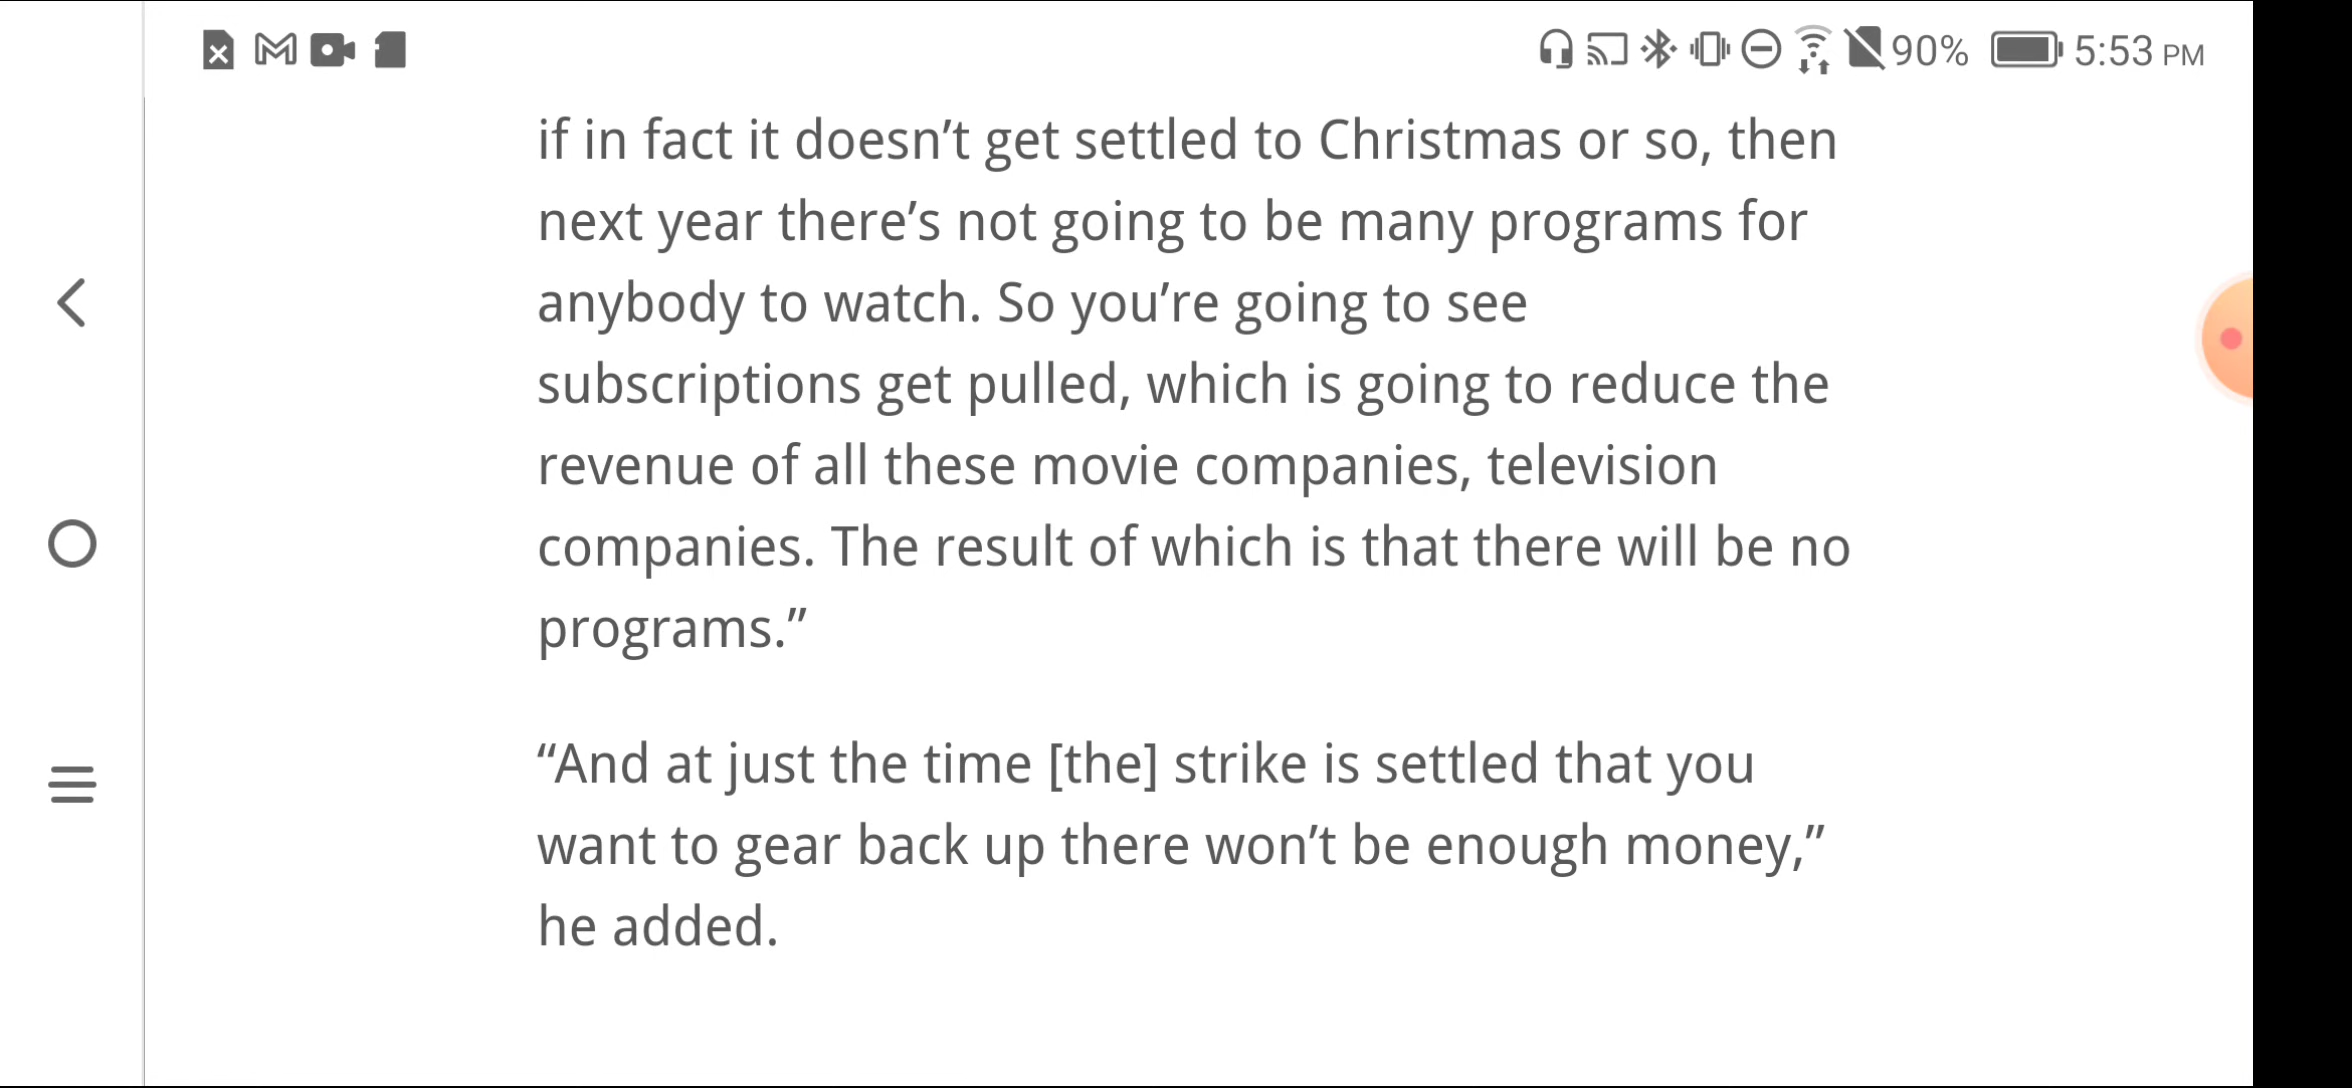 90% 5:53 PM
if in fact it doesn’t get settled to Christmas or so, then
next year there’s not going to be many programs for
anybody to watch. So you’re going to see
subscriptions get pulled, which is going to reduce the
revenue of all these movie companies, television
companies. The result of which is that there will be no
programs.”
“And at just the time [the] strike is settled that you
want to gear back up there won’t be enough money,”
he added.